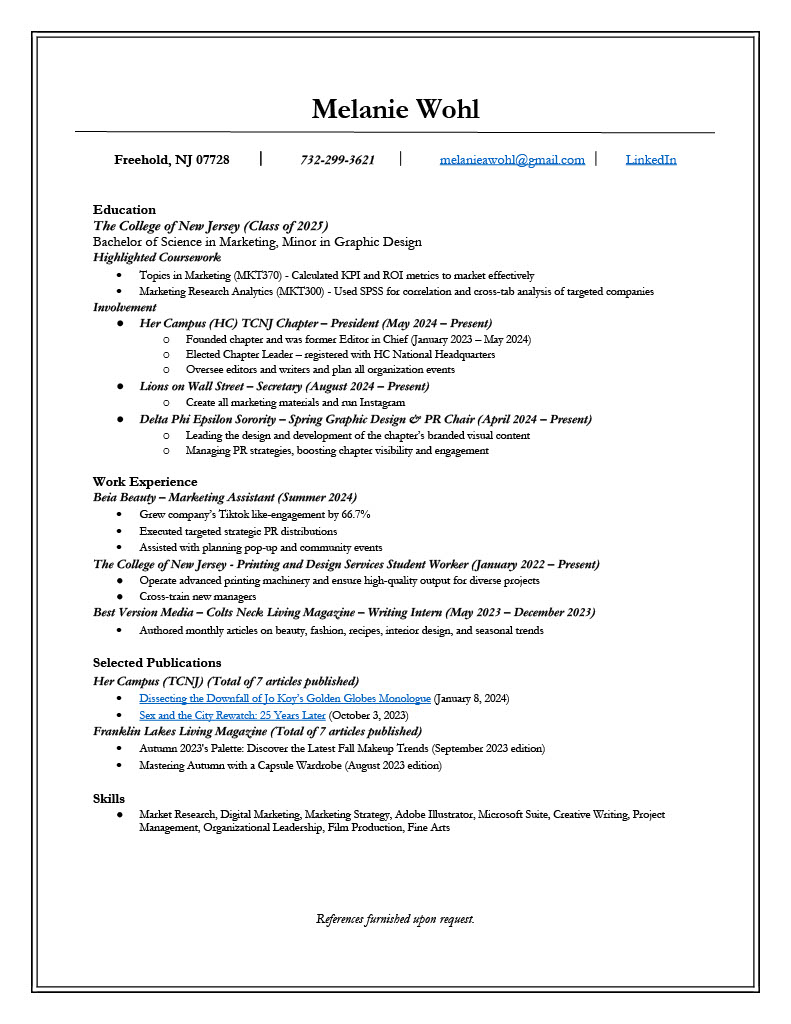 Melanie Wohl
Freehold, NJ 07728 | 732-299-3621 | melanieawohl@gmail.com | LinkedIn
Education
The College of New Jersey (Class of 2025)
Bachelor of Science in Marketing, Minor in Graphic Design
Highlighted Coursework
• Topics in Marketing (MKT370) - Calculated KPI and ROI metrics to market effectively
• Marketing Research Analytics (MKT300) - Used SPSS for correlation and cross-tab analysis of targeted companies
Involvement
● Her Campus (HC) TCNJ Chapter – President (May 2024 – Present)
○ Founded chapter and was former Editor in Chief (January 2023 – May 2024)
○ Elected Chapter Leader – registered with HC National Headquarters
○ Oversee editors and writers and plan all organization events
● Lions on Wall Street – Secretary (August 2024 – Present)
○ Create all marketing materials and run Instagram
● Delta Phi Epsilon Sorority – Spring Graphic Design & PR Chair (April 2024 – Present)
○ Leading the design and development of the chapter's branded visual content
○ Managing PR strategies, boosting chapter visibility and engagement
Work Experience
Beia Beauty – Marketing Assistant (Summer 2024)
• Grew company's Tiktok like-engagement by 66.7%
• Executed targeted strategic PR distributions
• Assisted with planning pop-up and community events
The College of New Jersey - Printing and Design Services Student Worker (January 2022 – Present)
● Operate advanced printing machinery and ensure high-quality output for diverse projects
● Cross-train new managers
Best Version Media – Colts Neck Living Magazine – Writing Intern (May 2023 – December 2023)
• Authored monthly articles on beauty, fashion, recipes, interior design, and seasonal trends
Selected Publications
Her Campus (TCNJ) (Total of 7 articles published)
• Dissecting the Downfall of Jo Koy's Golden Globes Monologue (January 8, 2024)
• Sex and the City Rewatch: 25 Years Later (October 3, 2023)
Franklin Lakes Living Magazine (Total of 7 articles published)
• Autumn 2023's Palette: Discover the Latest Fall Makeup Trends (September 2023 edition)
• Mastering Autumn with a Capsule Wardrobe (August 2023 edition)
Skills
● Market Research, Digital Marketing, Marketing Strategy, Adobe Illustrator, Microsoft Suite, Creative Writing, Project
Management, Organizational Leadership, Film Production, Fine Arts
References furnished upon request.